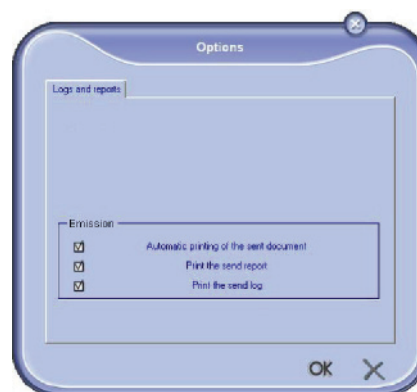 Options
Logs and reports
Emission
Automatic printing of the sent document
Print the send report
Print the send log
OK